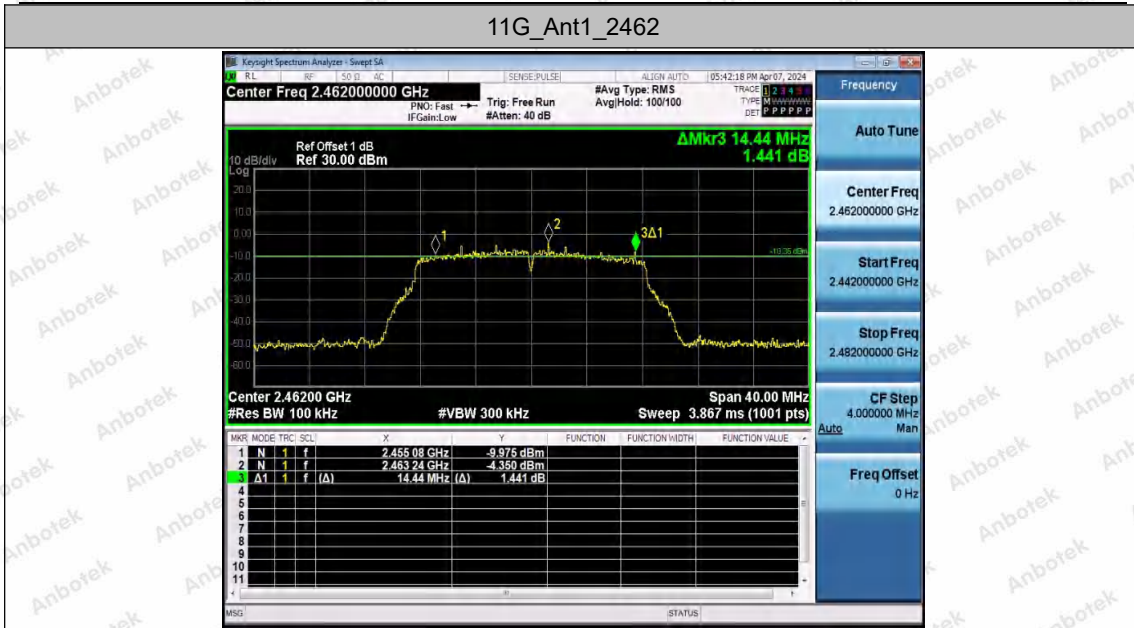 11G_Ant1_2462
Keysight Spectrum Analyzer - Swept SA
RL RF 50 Ω AC SENSE:PULSE ALIGN AUTO 05:42:18 PM Apr 07, 2024
Center Freq 2.462000000 GHz
PNO: Fast
IFGain:Low
Trig: Free Run
#Atten: 40 dB
#Avg Type: RMS
Avg|Hold: 100/100
TRACE 1 2 3 4 5 6
TYPE M W W W W W
DET P P P P P P
ΔMkr3 14.44 MHz
1.441 dB
Ref Offset 1 dB
10 dB/div Ref 30.00 dBm
Log
20.0
10.0
0.00
-10.0
-20.0
-30.0
-40.0
-50.0
-60.0
1
2
3Δ1
Center 2.46200 GHz Span 40.00 MHz
#Res BW 100 kHz #VBW 300 kHz Sweep 3.867 ms (1001 pts)
MKR MODE TRC SCL X Y FUNCTION FUNCTION WIDTH FUNCTION VALUE
1 N 1 f 2.455 08 GHz -9.975 dBm
2 N 1 f 2.463 24 GHz -4.350 dBm
3 Δ1 1 f (Δ) 14.44 MHz (Δ) 1.441 dB
4
5
6
7
8
9
10
11
MSG STATUS
Frequency
Auto Tune
Center Freq
2.462000000 GHz
Start Freq
2.442000000 GHz
Stop Freq
2.482000000 GHz
CF Step
4.000000 MHz
Auto Man
Freq Offset
0 Hz
Anbotek